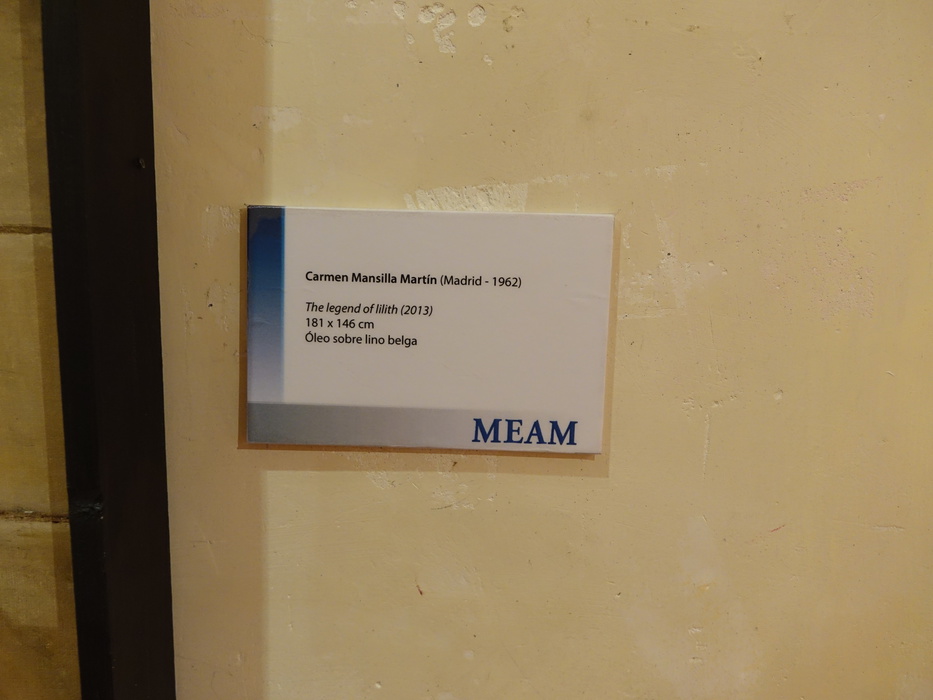 Carmen Mansilla Martín (Madrid - 1962)
The legend of lilith (2013)
181 x 146 cm
Óleo sobre lino belga
MEAM